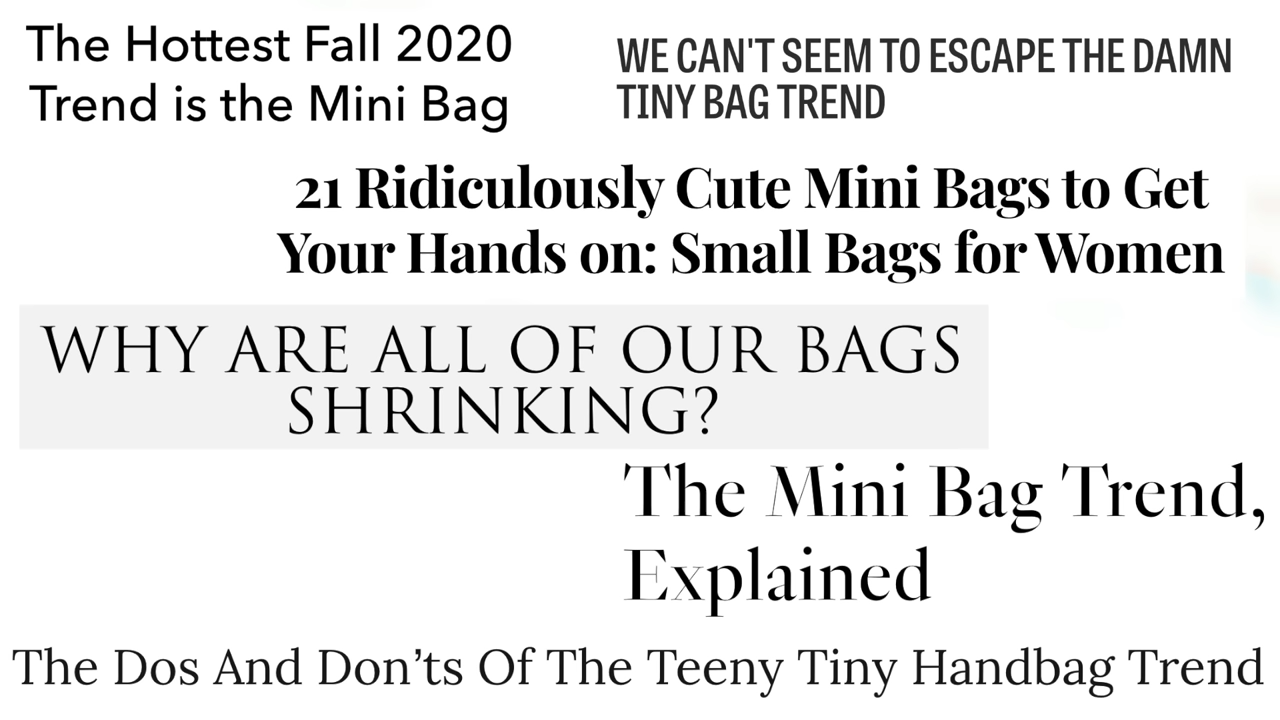 The Hottest Fall 2020
Trend is the Mini Bag
WE CAN'T SEEM TO ESCAPE THE DAMN
TINY BAG TREND
21 Ridiculously Cute Mini Bags to Get
Your Hands on: Small Bags for Women
WHY ARE ALL OF OUR BAGS
SHRINKING?
The Mini Bag Trend,
Explained
The Dos And Don’ts Of The Teeny Tiny Handbag Trend